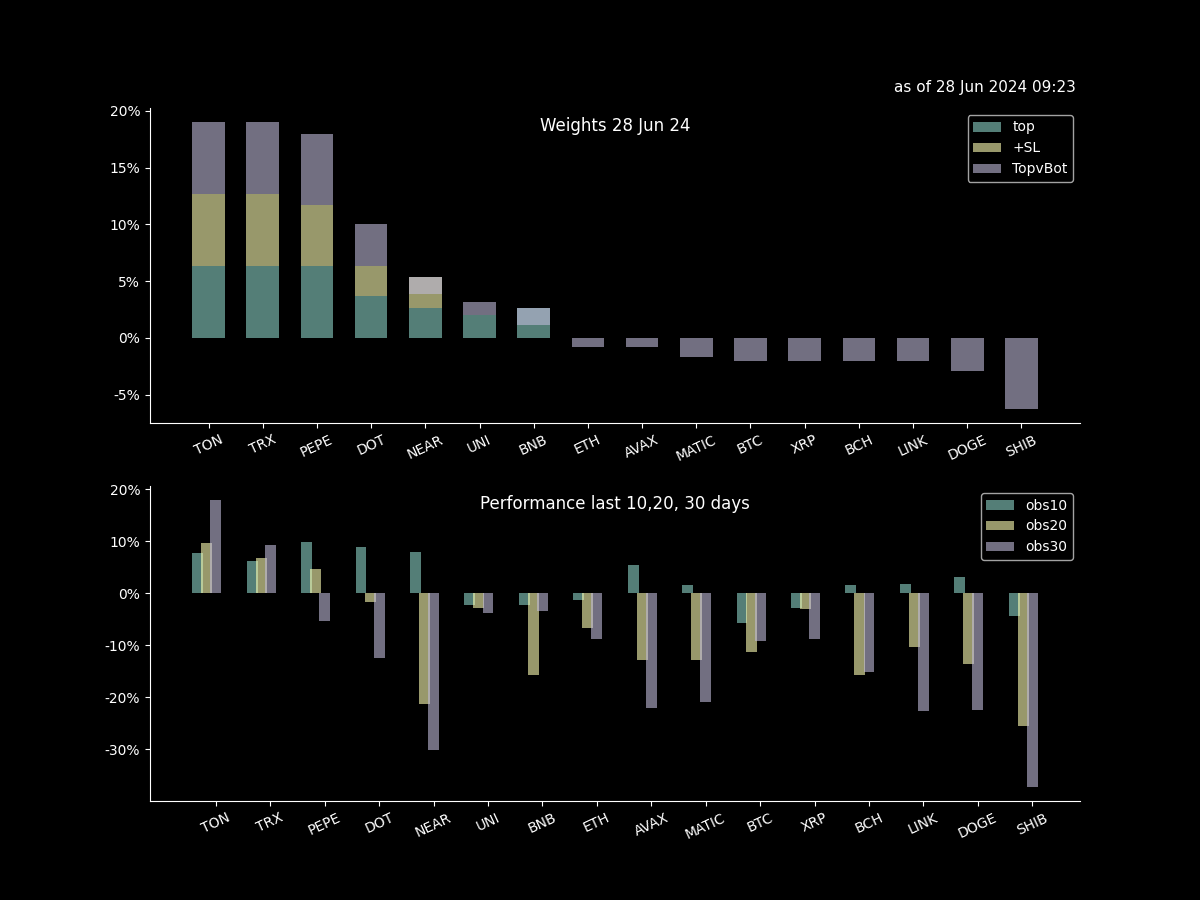 as of 28 Jun 2024 09:23
Weights 28 Jun 24
top
+SL
TopvBot
20%
15%
10%
5%
0%
-5%
TON TRX PEPE DOT NEAR UNI BNB ETH AVAX MATIC BTC XRP BCH LINK DOGE SHIB
Performance last 10,20, 30 days
obs10
obs20
obs30
20%
10%
0%
-10%
-20%
-30%
TON TRX PEPE DOT NEAR UNI BNB ETH AVAX MATIC BTC XRP BCH LINK DOGE SHIB